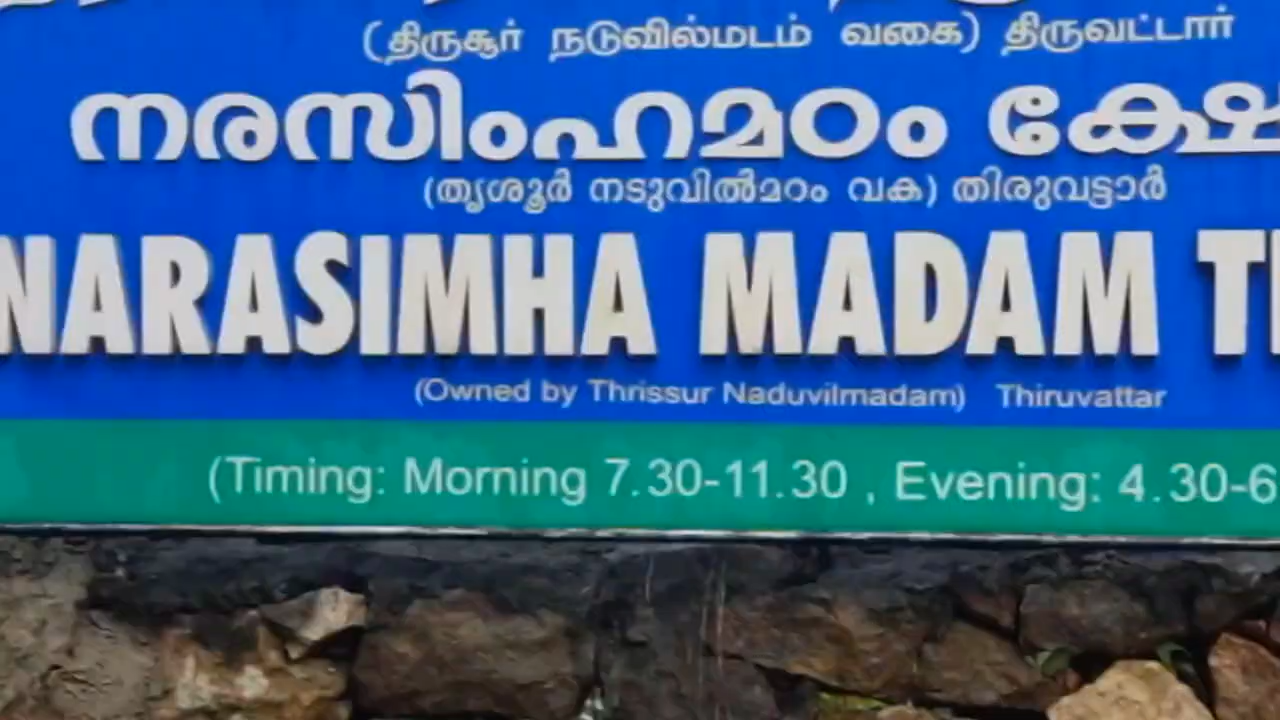 (திருசூர் நடுவில்மடம் வகை) திருவட்டார்
നരസിംഹമഠം
(തൃശൂർ നടുവിൽമഠം വക) തിരുവട്ടാർ
NARASIMHA MADAM
(Owned by Thrissur Naduvilmadam) Thiruvattar
(Timing: Morning 7.30-11.30 , Evening: 4.30-6